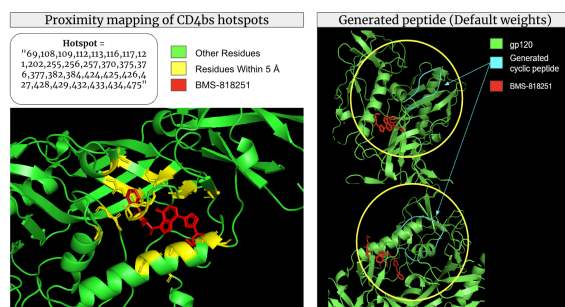 Proximity mapping of CD4bs hotspots
Hotspot =
"69,108,109,112,113,116,117,12
1,202,255,256,257,370,375,37
6,377,382,384,424,425,426,4
27,428,429,432,433,434,475"
Other Residues
Residues Within 5 Å
BMS-818251
Generated peptide (Default weights)
gp120
Generated
cyclic peptide
BMS-818251